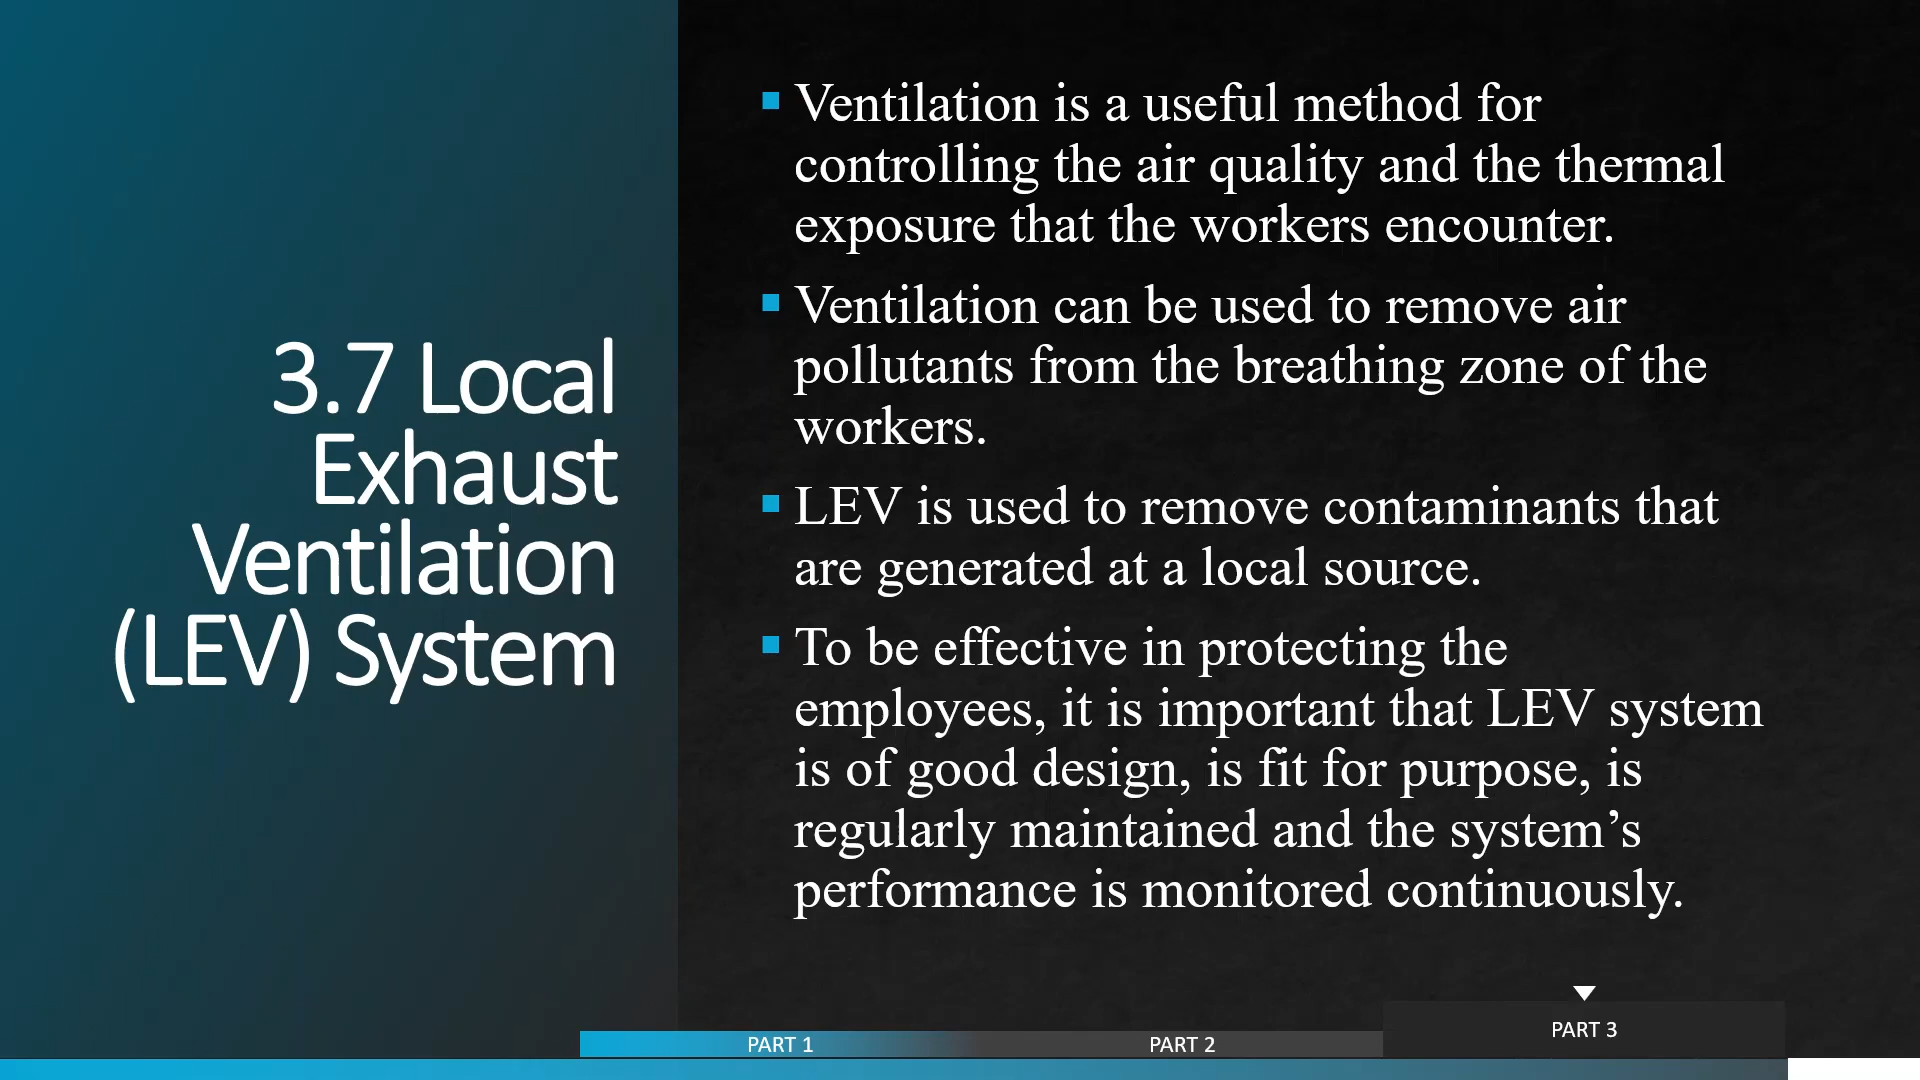 3.7 Local
Exhaust
Ventilation
(LEV) System
Ventilation is a useful method for
controlling the air quality and the thermal
exposure that the workers encounter.
Ventilation can be used to remove air
pollutants from the breathing zone of the
workers.
LEV is used to remove contaminants that
are generated at a local source.
To be effective in protecting the
employees, it is important that LEV system
is of good design, is fit for purpose, is
regularly maintained and the system’s
performance is monitored continuously.
PART 1
PART 2
PART 3